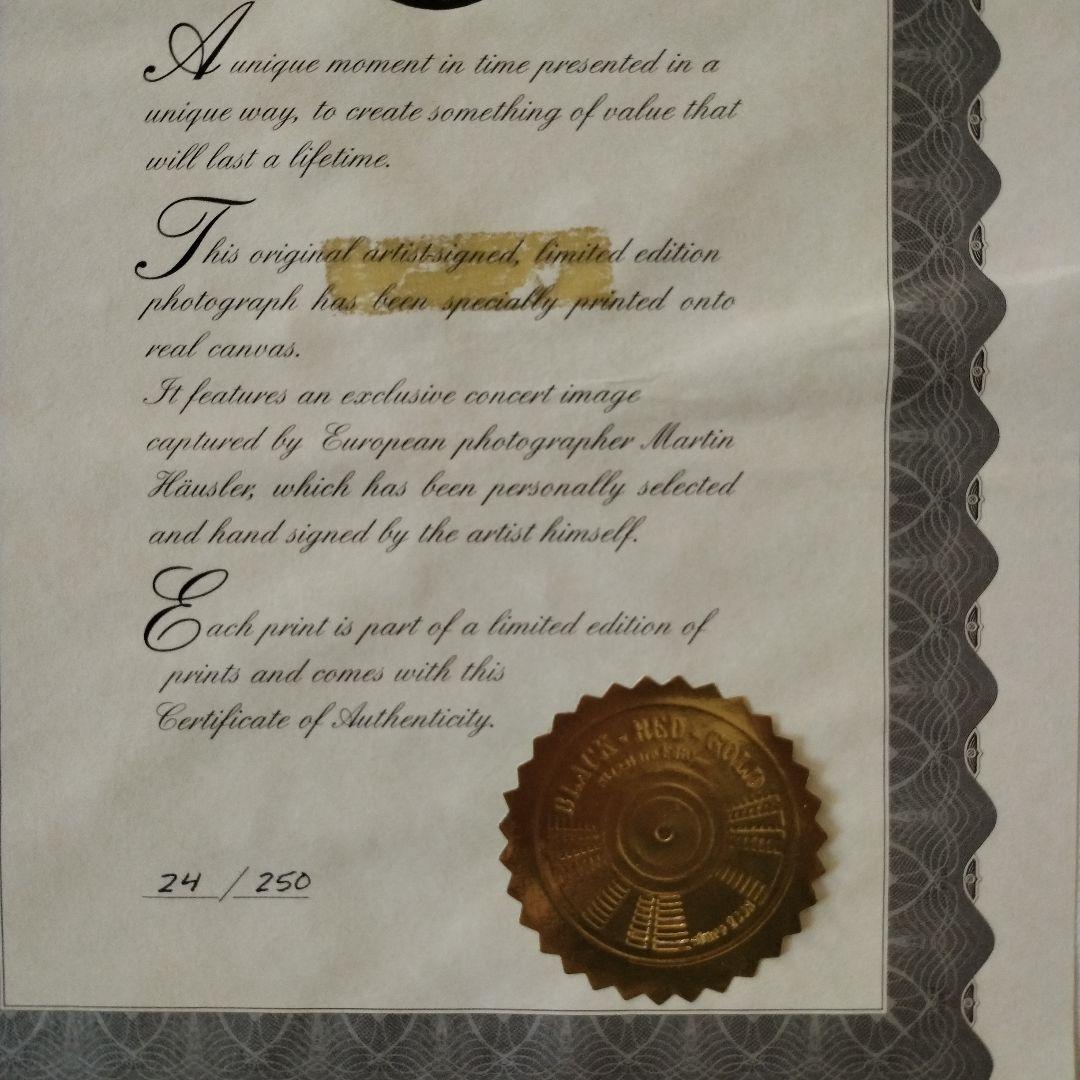 A unique moment in time presented in a
unique way, to create something of value that
will last a lifetime.
This original artist-signed, limited edition
photograph has been specially printed onto
real canvas.
It features an exclusive concert image
captured by European photographer Martin
Häusler, which has been personally selected
and hand signed by the artist himself.
Each print is part of a limited edition of
prints and comes with this
Certificate of Authenticity.
24 / 250
BLACK · RED · GOLD
since